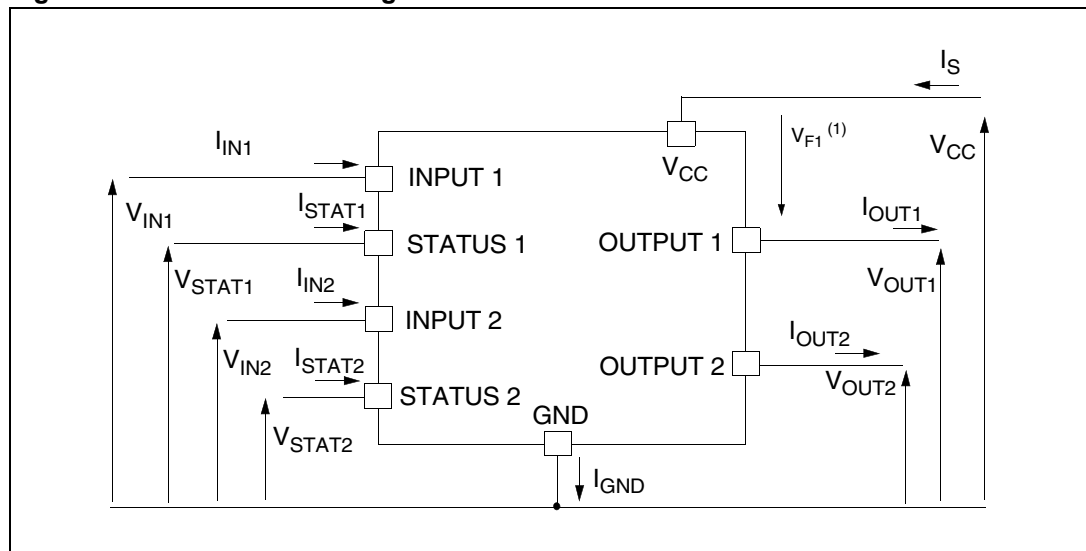 I_S
V_F1 (1)
V_CC
V_CC
I_IN1
INPUT 1
V_IN1
I_STAT1
STATUS 1
V_STAT1
I_IN2
INPUT 2
V_IN2
I_STAT2
STATUS 2
V_STAT2
OUTPUT 1
I_OUT1
V_OUT1
OUTPUT 2
I_OUT2
V_OUT2
GND
I_GND